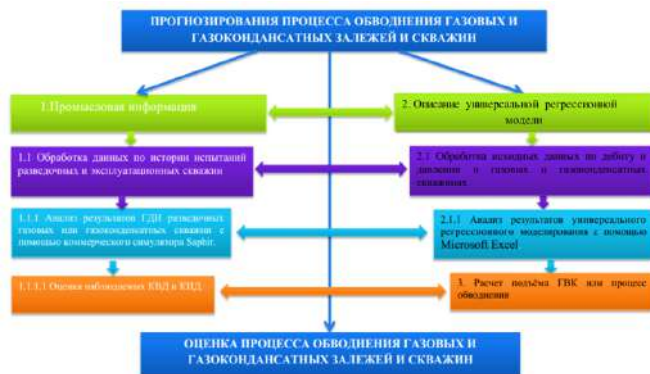 ПРОГНОЗИРОВАНИЯ ПРОЦЕССА ОБВОДНЕНИЯ ГАЗОВЫХ И
ГАЗОКОНДАНСАТНЫХ ЗАЛЕЖЕЙ И СКВАЖИН
1.Промысловая информация
2. Описание универсальной регрессионной
модели
1.1 Обработка данных по истории испытаний
разведочных и эксплуатационных скважин
2.1 Обработка исходных данных по дебиту и
давлении о газовых и газоконденсатных
скважинах
1.1.1 Анализ результатов ГДИ разведочных
газовых или газоконденсатных скважин с
помощью коммерческого симулятора Saphir.
2.1.1 Анализ результатов универсального
регрессионного моделирования с помощью
Microsoft Excel
1.1.1.1 Оценка наблюдаемых КВД и КПД
3. Расчет подъёма ГВК или процесс
обводнения
ОЦЕНКА ПРОЦЕССА ОБВОДНЕНИЯ ГАЗОВЫХ И
ГАЗОКОНДАНСАТНЫХ ЗАЛЕЖЕЙ И СКВАЖИН